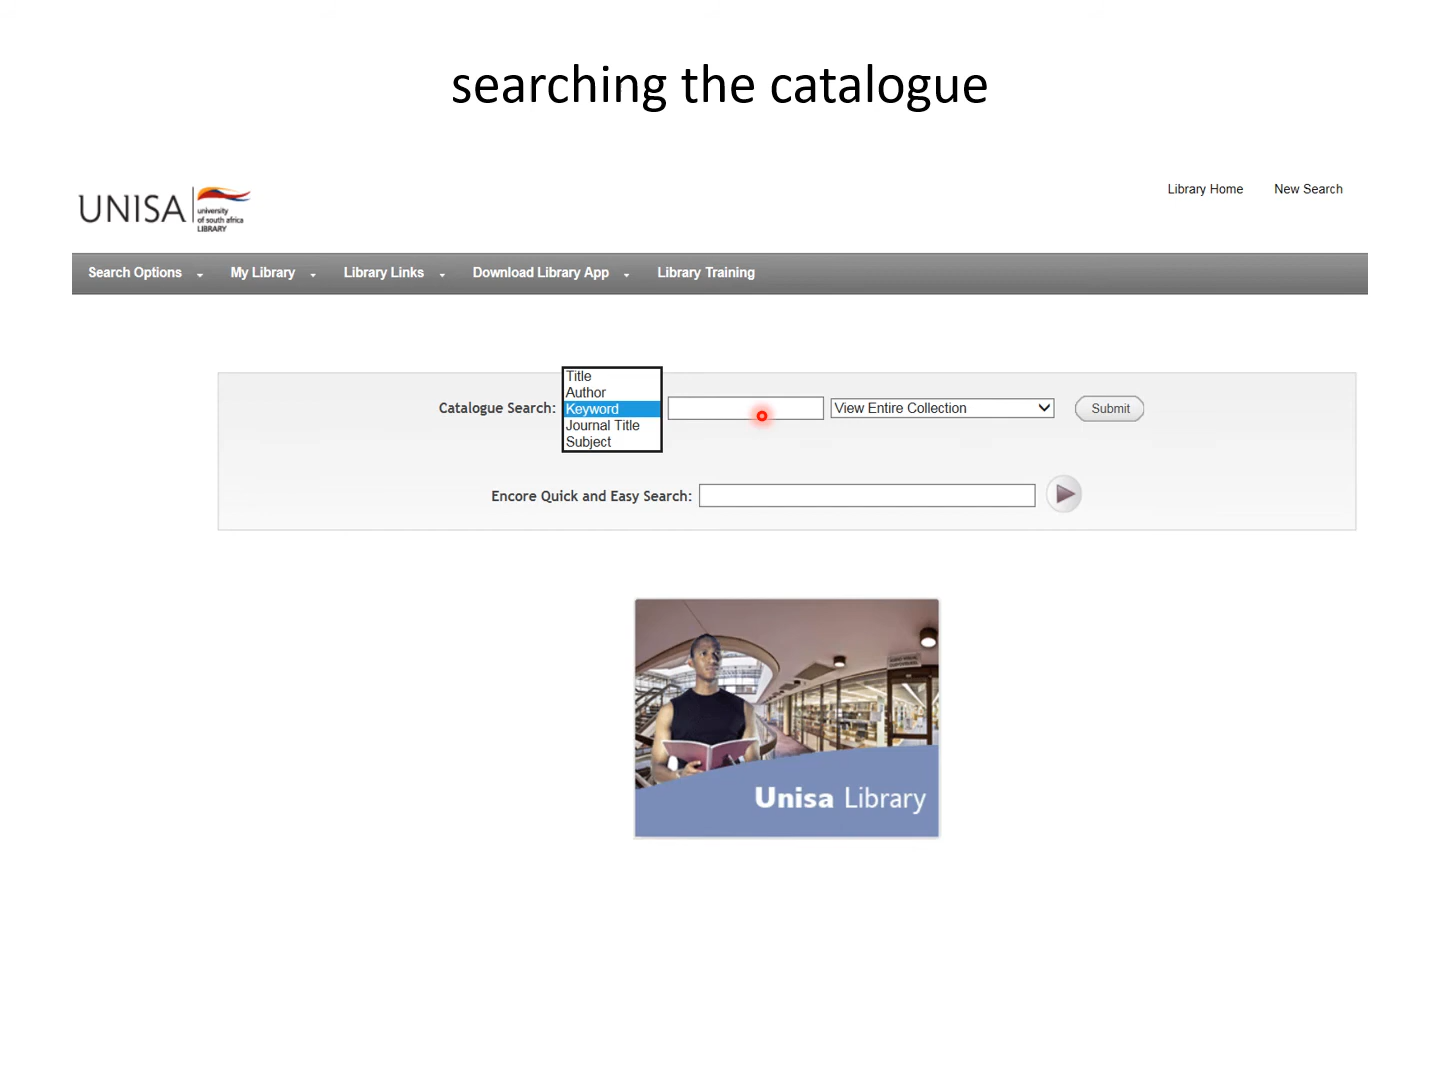 searching the catalogue
UNISA
university
of south africa
LIBRARY
Library Home New Search
Search Options My Library Library Links Download Library App Library Training
Title
Author
Catalogue Search: Keyword View Entire Collection Submit
Journal Title
Subject
Encore Quick and Easy Search:
Unisa Library